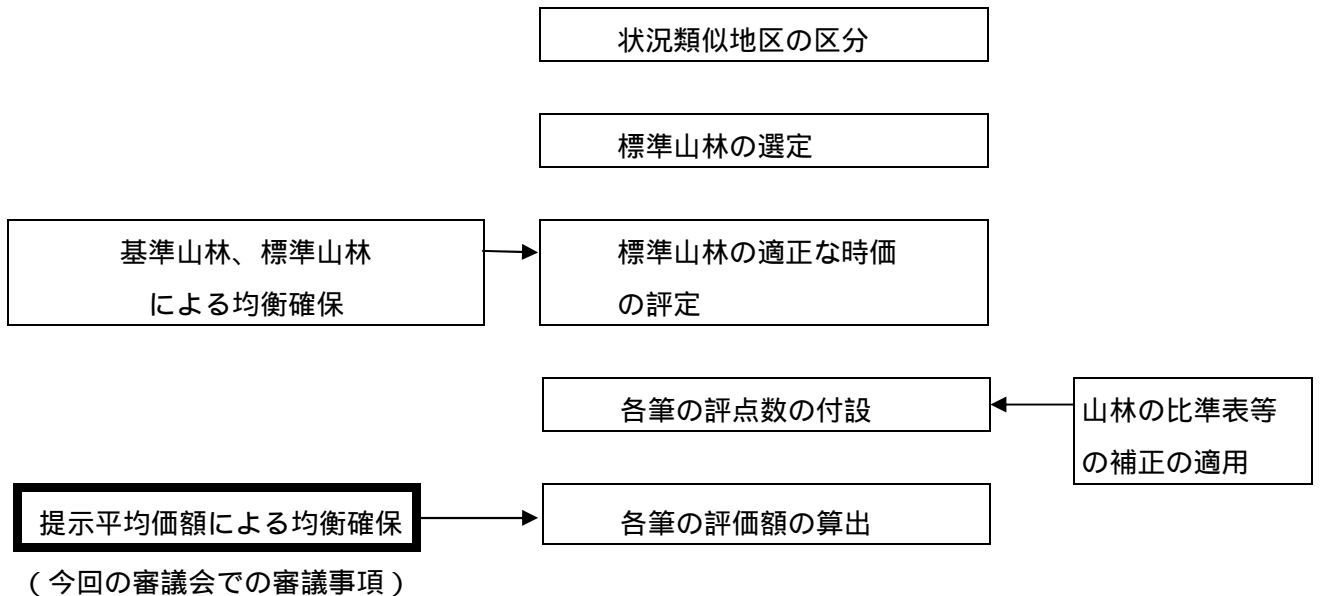 状況類似地区の区分
標準山林の選定
基準山林、標準山林
による均衡確保
標準山林の適正な時価
の評定
各筆の評点数の付設
山林の比準表等
の補正の適用
提示平均価額による均衡確保
各筆の評価額の算出
（今回の審議会での審議事項）